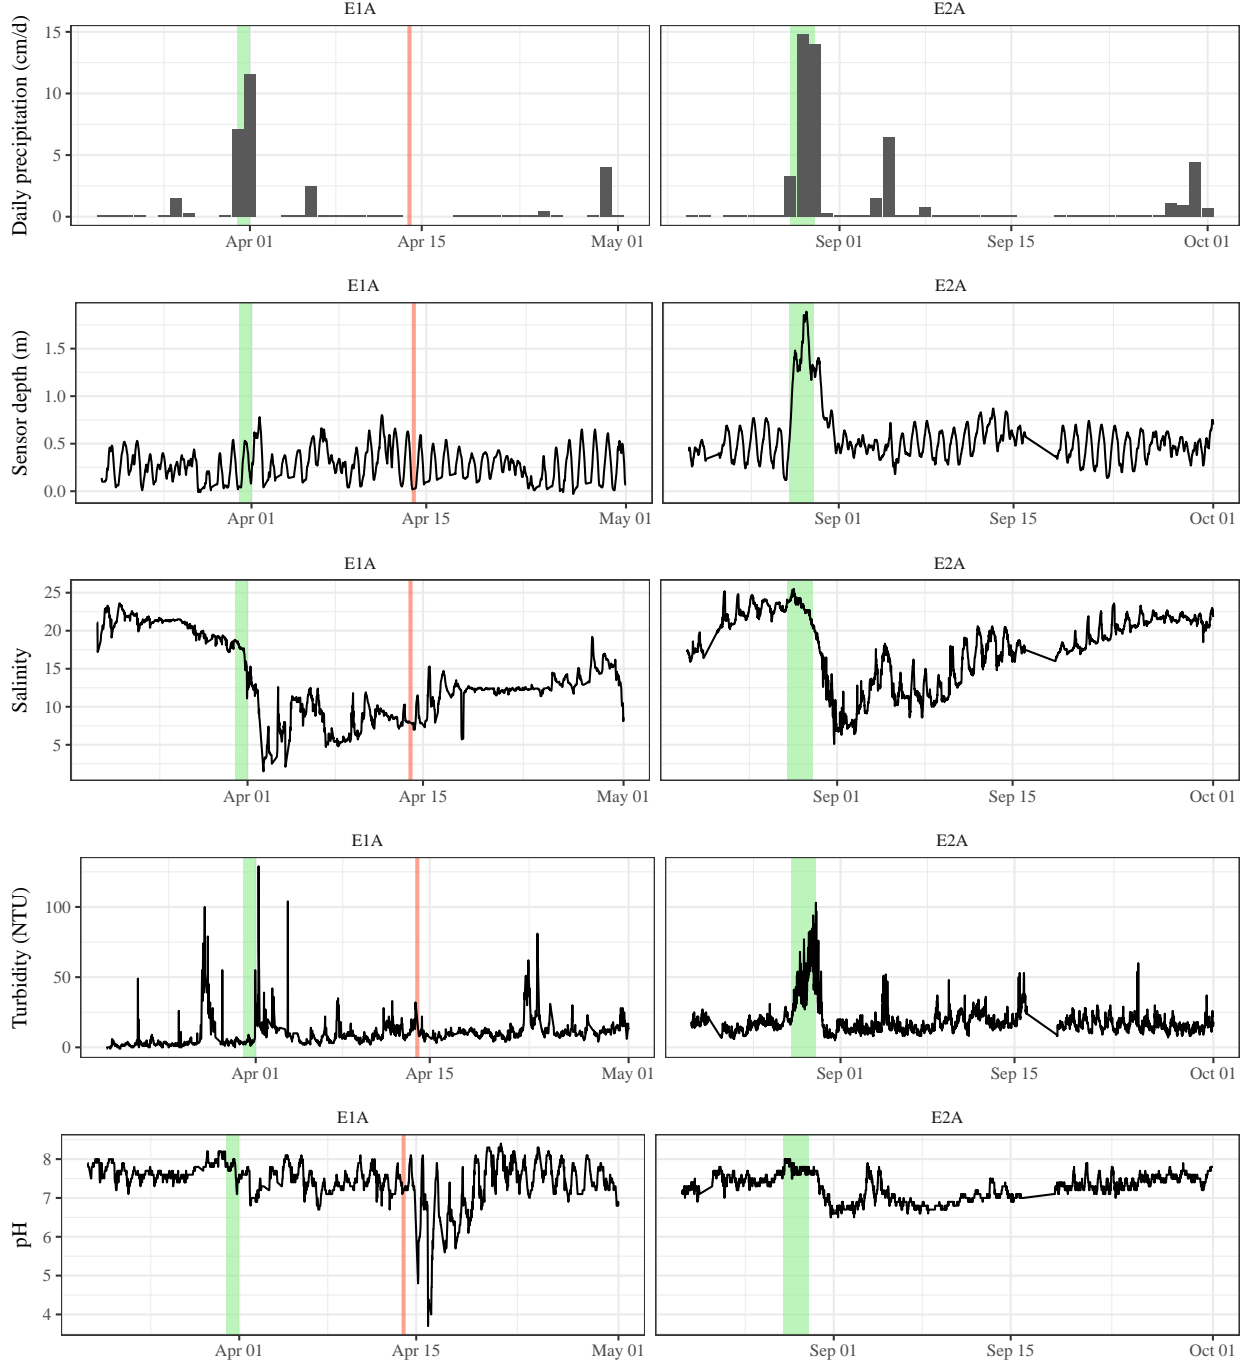 E1A E2A
Daily precipitation (cm/d)
15
10
5
0
Apr 01 Apr 15 May 01 Sep 01 Sep 15 Oct 01
E1A E2A
Sensor depth (m)
1.5
1.0
0.5
0.0
Apr 01 Apr 15 May 01 Sep 01 Sep 15 Oct 01
E1A E2A
Salinity
25
20
15
10
5
Apr 01 Apr 15 May 01 Sep 01 Sep 15 Oct 01
E1A E2A
Turbidity (NTU)
100
50
0
Apr 01 Apr 15 May 01 Sep 01 Sep 15 Oct 01
E1A E2A
pH
8
7
6
5
4
Apr 01 Apr 15 May 01 Sep 01 Sep 15 Oct 01